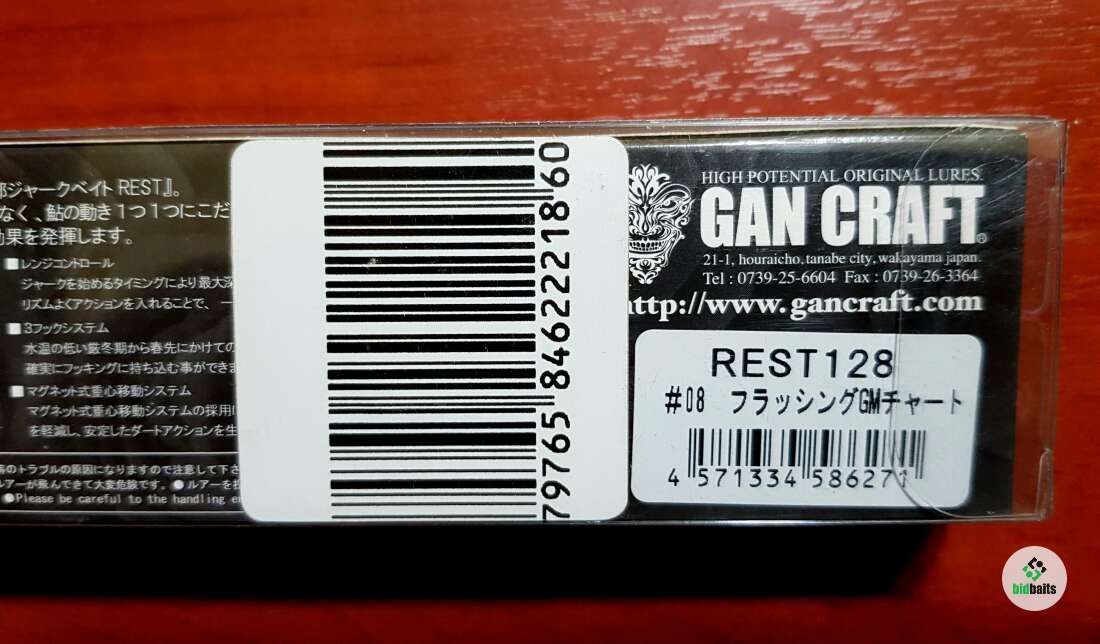 部ジャークベイト REST』。
なく、鮎の動き1つ1つにこだ
効果を発揮します。
■レンジコントロール
ジャークを始めるタイミングにより最大深
リズムよくアクションを入れることで、一
■3フックシステム
水温の低い厳冬期から春先にかけての
確実にフッキングに持ち込む事ができま
■マグネット式重心移動システム
マグネット式重心移動システムの採用に
を軽減し、安定したダートアクションを生
のトラブルの原因になりますので注意して下さ
ルアーが飛んできて大変危険です。●ルアーを投
●Please be careful to the handling en
79765846222218 60
HIGH POTENTIAL ORIGINAL LURES
GAN CRAFT®
21-1, houraicho, tanabe city, wakayama japan.
Tel : 0739-25-6604 Fax : 0739-26-3364
http://www.gancraft.com
REST128
#08 フラッシングGMチャート
4 571334 586271
bidbaits